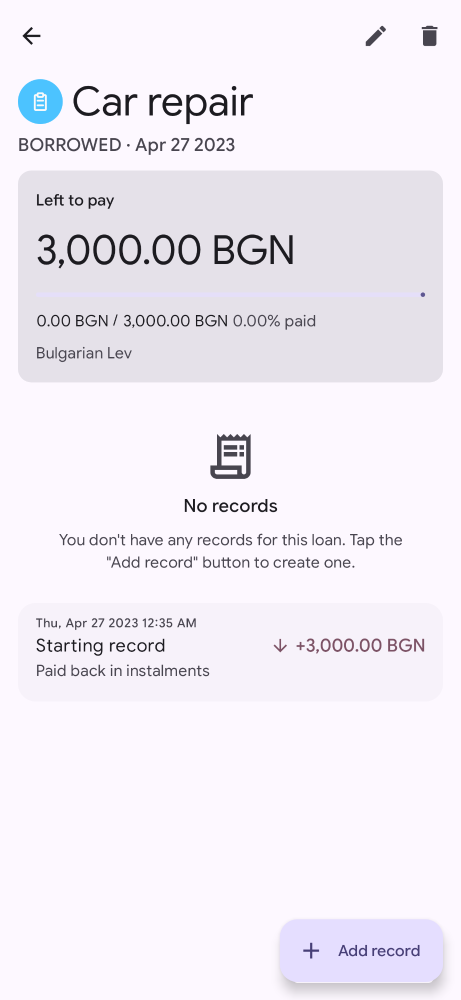 Car repair
BORROWED · Apr 27 2023
Left to pay
3,000.00 BGN
0.00 BGN / 3,000.00 BGN 0.00% paid
Bulgarian Lev
No records
You don't have any records for this loan. Tap the
"Add record" button to create one.
Thu, Apr 27 2023 12:35 AM
Starting record
+3,000.00 BGN
Paid back in instalments
Add record